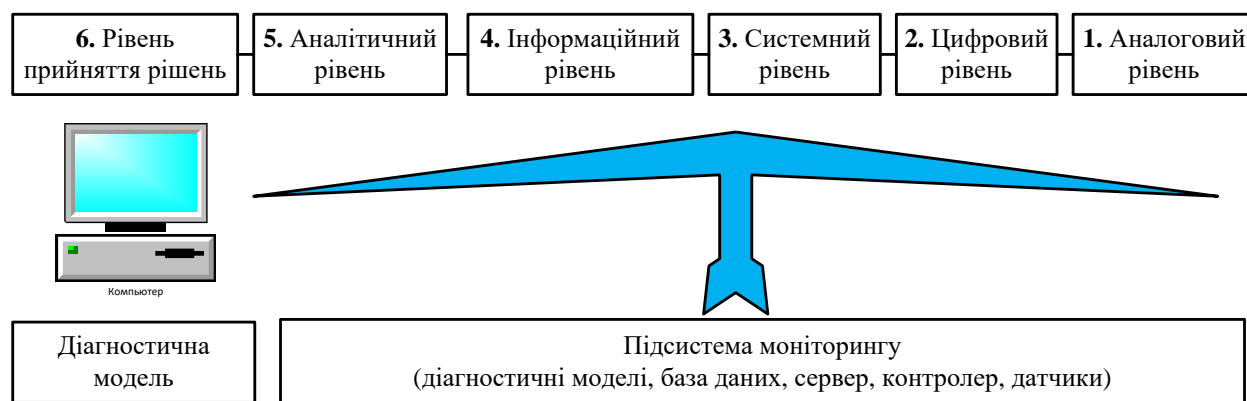 6. Рівень
прийняття рішень
5. Аналітичний
рівень
4. Інформаційний
рівень
3. Системний
рівень
2. Цифровий
рівень
1. Аналоговий
рівень
Компьютер
Діагностична
модель
Підсистема моніторингу
(діагностичні моделі, база даних, сервер, контролер, датчики)